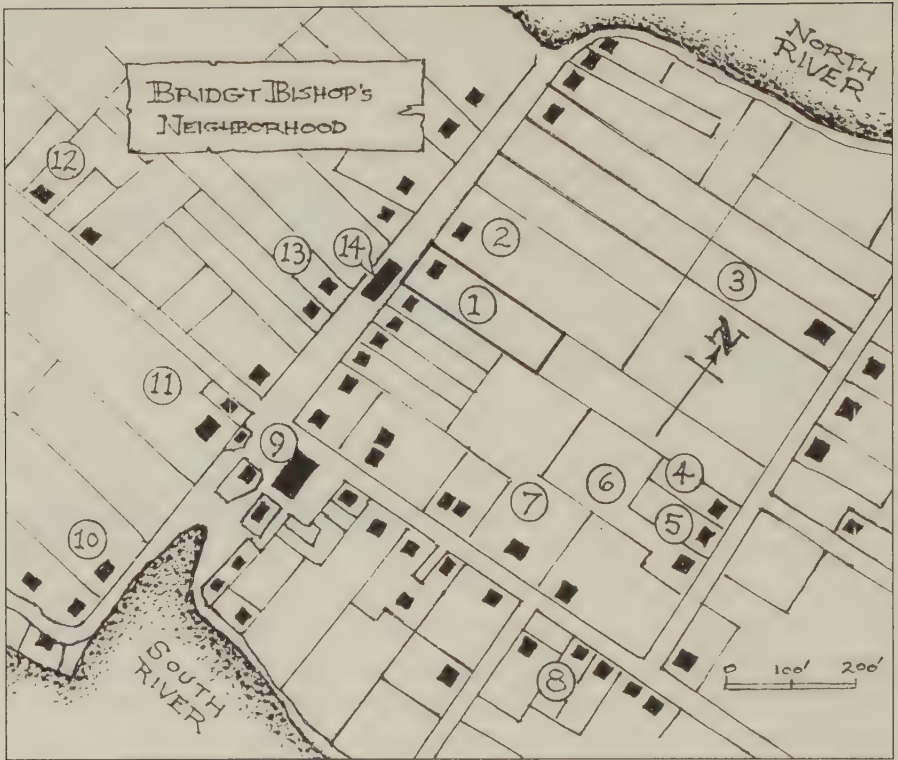 BRIDGT BISHOP'S
NEIGHBORHOOD
NORTH
RIVER
12
13
14
2
1
3
N
11
9
4
5
6
7
10
8
SOUTH
RIVER
0 100' 200'